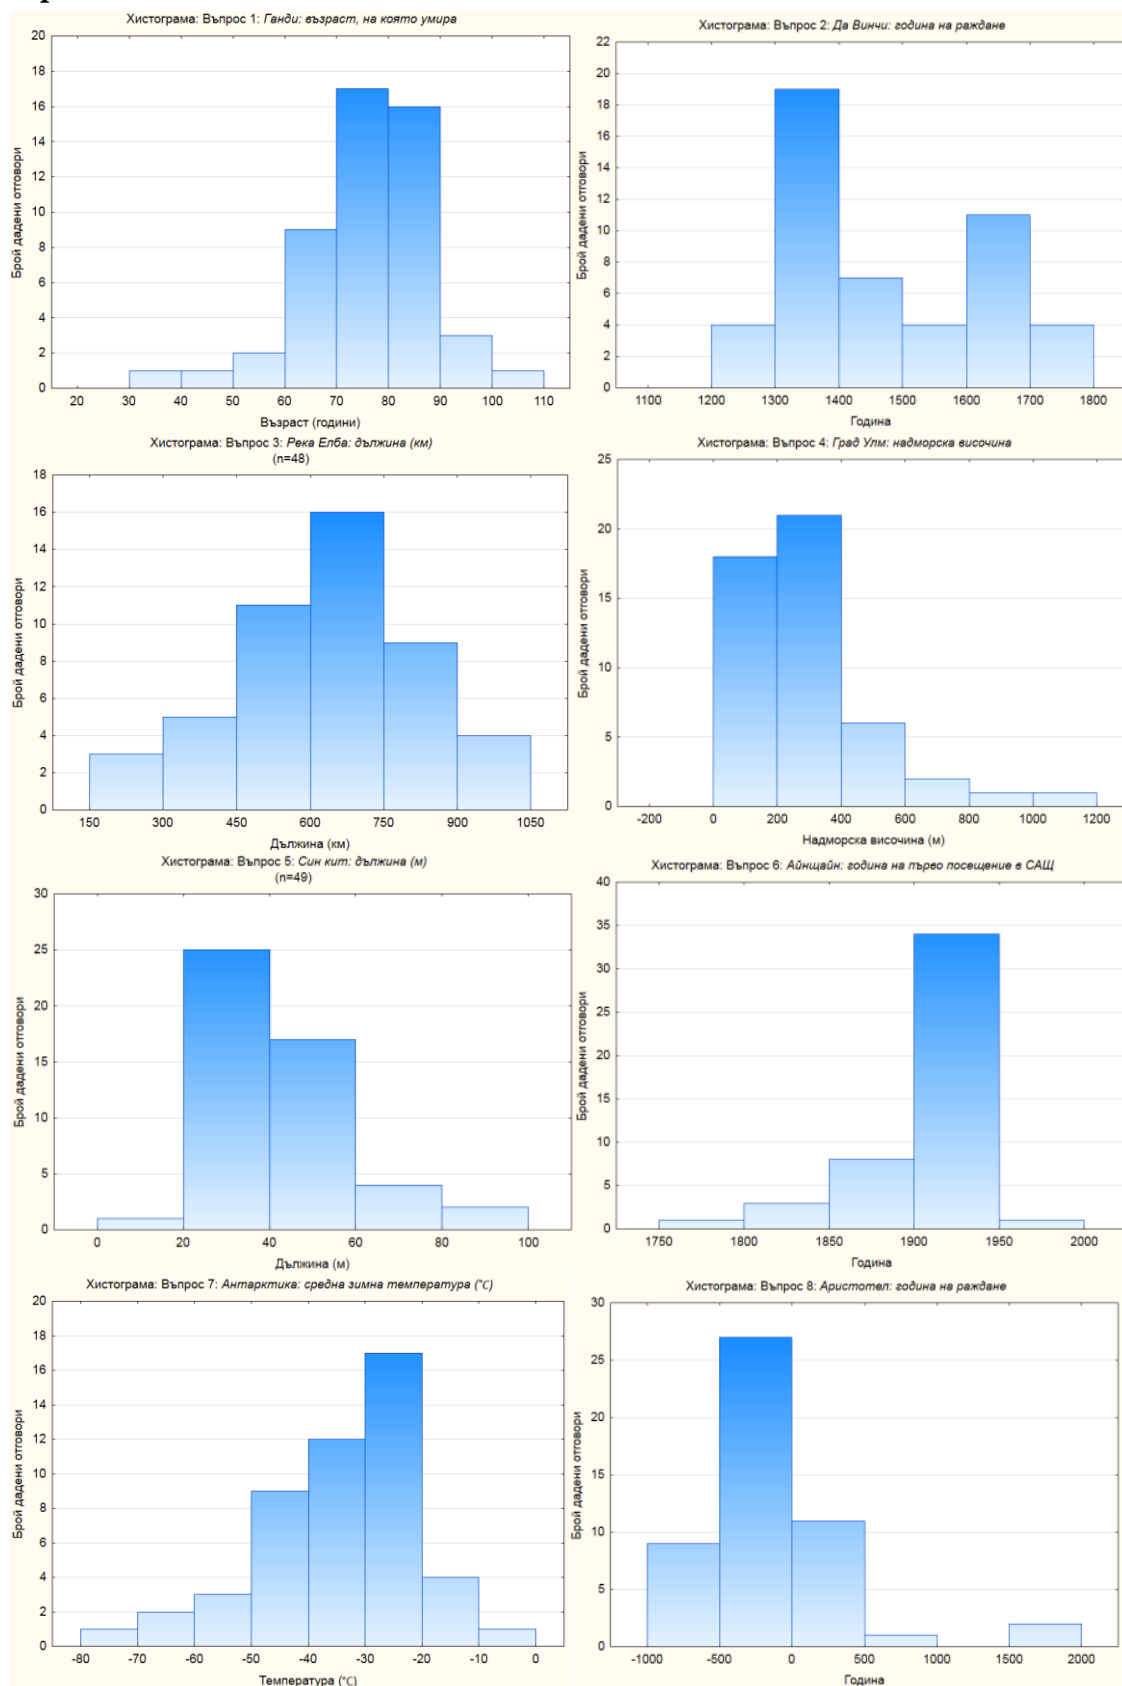 Хистограма: Въпрос 1: Ганди: възраст, на която умира
20
18
16
14
12
10
8
6
4
2
0
Брой дадени отговори
20 30 40 50 60 70 80 90 100 110
Възраст (години)
Хистограма: Въпрос 2: Да Винчи: година на раждане
22
20
18
16
14
12
10
8
6
4
2
0
Брой дадени отговори
1100 1200 1300 1400 1500 1600 1700 1800
Година
Хистограма: Въпрос 3: Река Елба: дължина (км)
(n=48)
18
16
14
12
10
8
6
4
2
0
Брой дадени отговори
150 300 450 600 750 900 1050
Дължина (км)
Хистограма: Въпрос 4: Град Улм: надморска височина
25
20
15
10
5
0
Брой дадени отговори
-200 0 200 400 600 800 1000 1200
Надморска височина (м)
Хистограма: Въпрос 5: Син кит: дължина (м)
(n=49)
30
25
20
15
10
5
0
Брой дадени отговори
0 20 40 60 80 100
Дължина (м)
Хистограма: Въпрос 6: Айнщайн: година на първо посещение в САЩ
40
35
30
25
20
15
10
5
0
Брой дадени отговори
1750 1800 1850 1900 1950 2000
Година
Хистограма: Въпрос 7: Антарктика: средна зимна температура (°C)
20
18
16
14
12
10
8
6
4
2
0
Брой дадени отговори
-80 -70 -60 -50 -40 -30 -20 -10 0
Температура (°C)
Хистограма: Въпрос 8: Аристотел: година на раждане
30
25
20
15
10
5
0
Брой дадени отговори
-1000 -500 0 500 1000 1500 2000
Година